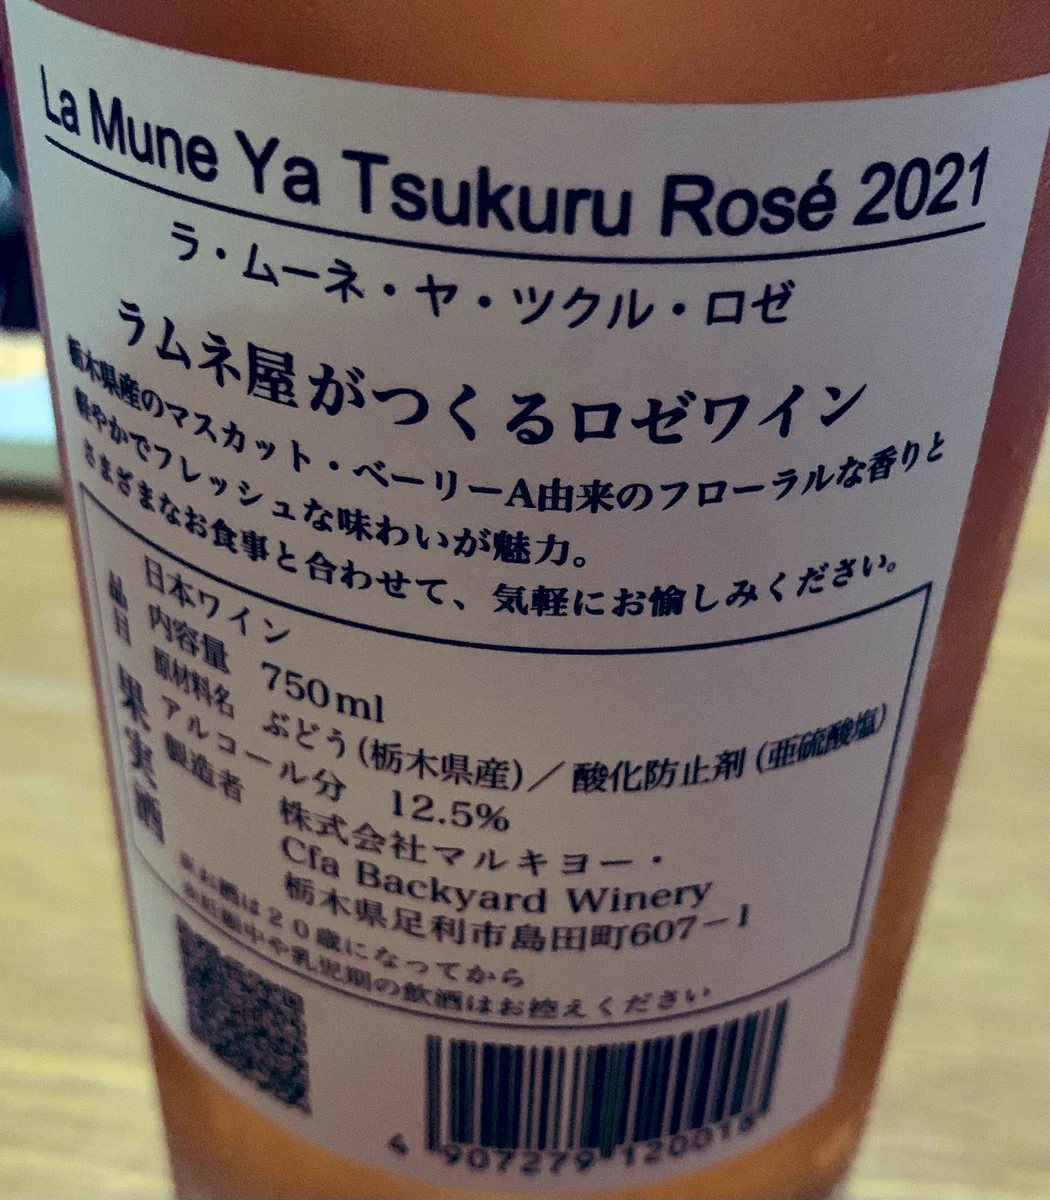 La Mune Ya Tsukuru Rosé 2021
ラ・ムーネ・ヤ・ツクル・ロゼ
ラムネ屋がつくるロゼワイン
栃木県産のマスカット・ベーリーA由来のフローラルな香りと
軽やかでフレッシュな味わいが魅力。
さまざまなお食事と合わせて、気軽にお愉しみください。
日本ワイン
品目 果実酒
内容量 750ml
原材料名 ぶどう(栃木県産)／酸化防止剤(亜硫酸塩)
アルコール分 12.5%
製造者 株式会社マルキョー・
Cfa Backyard Winery
栃木県足利市島田町607-1
※お酒は20歳になってから
※妊娠中や乳児期の飲酒はお控えください
4 907279 120018